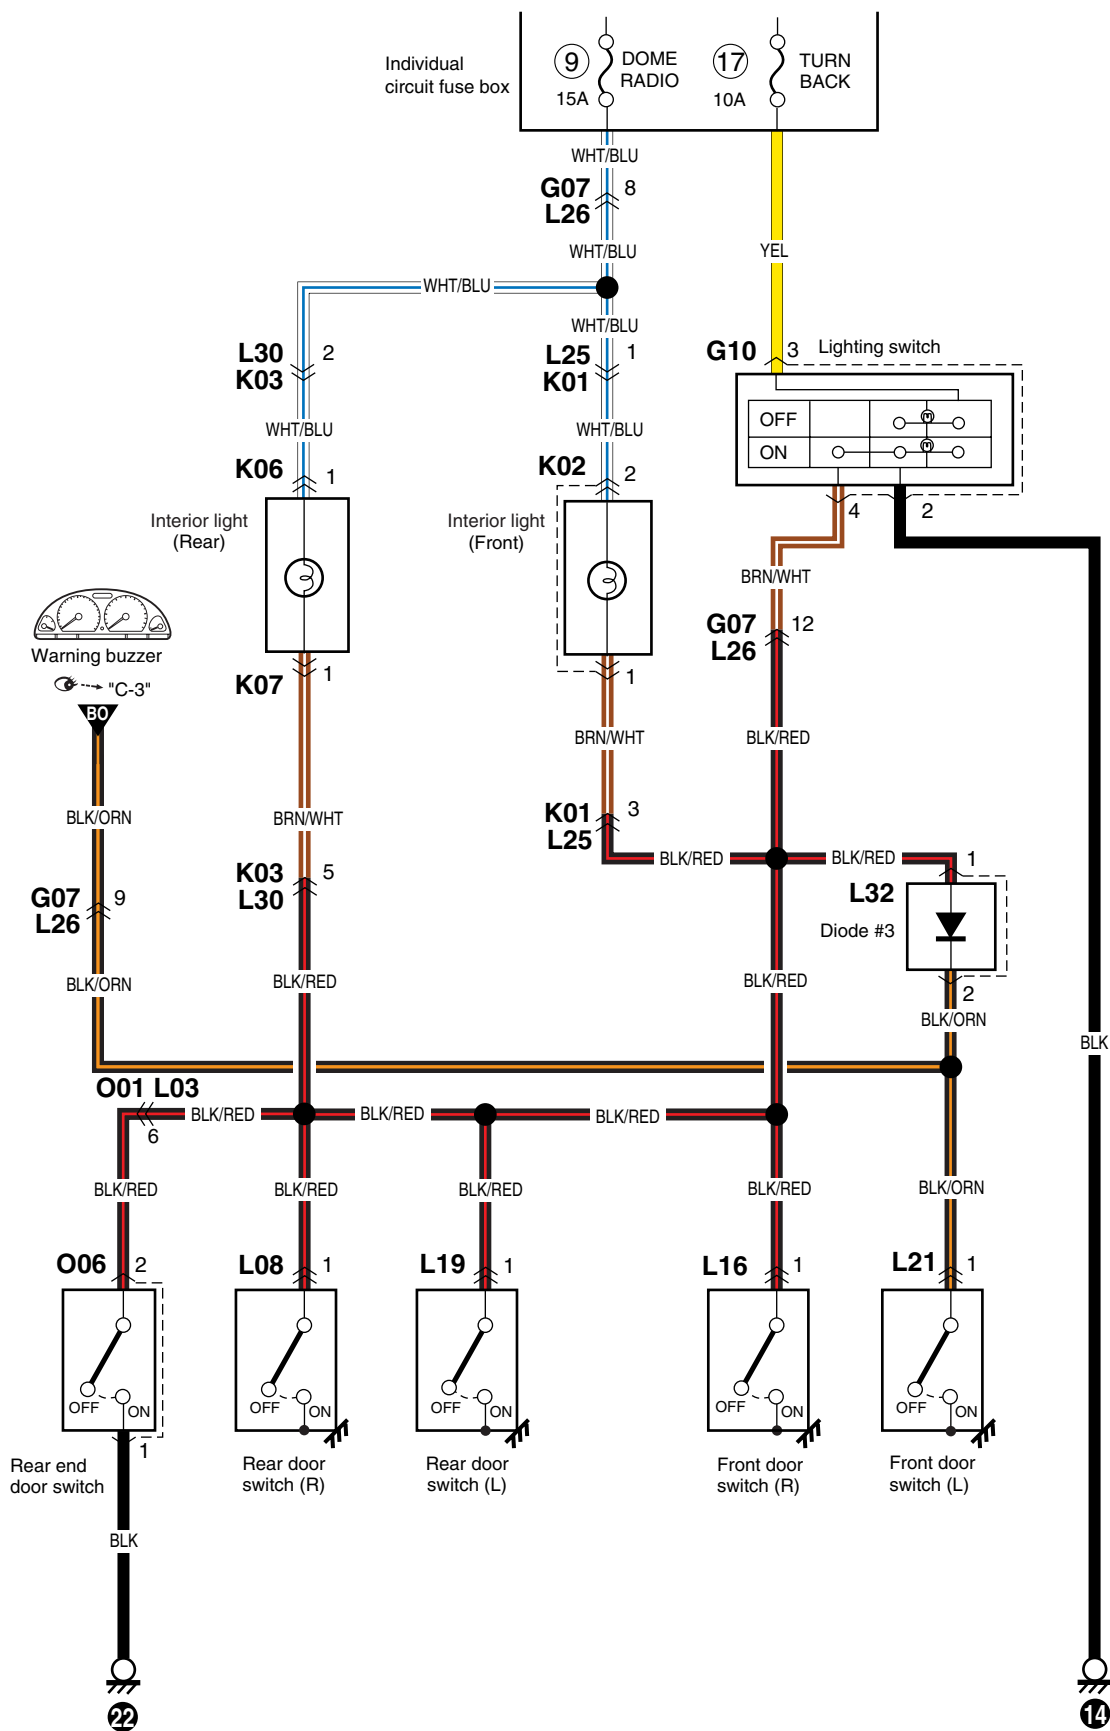 Individual
circuit fuse box
9
15A
DOME
RADIO
17
10A
TURN
BACK
WHT/BLU
G07
L26
8
WHT/BLU
YEL
WHT/BLU
WHT/BLU
L30
K03
2
L25
K01
1
G10
3
Lighting switch
OFF
ON
WHT/BLU
WHT/BLU
K06
1
K02
2
4
2
Interior light
(Rear)
Interior light
(Front)
BRN/WHT
G07
L26
12
Warning buzzer
"C-3"
BO
K07
1
1
BRN/WHT
BLK/RED
BLK/ORN
BRN/WHT
K01
L25
3
BLK/RED
BLK/RED
1
K03
L30
5
L32
Diode #3
G07
L26
9
BLK/ORN
BLK/RED
BLK/RED
2
BLK/ORN
BLK
O01 L03
6
BLK/RED
BLK/RED
BLK/RED
BLK/RED
BLK/RED
BLK/RED
BLK/RED
BLK/ORN
O06
2
L08
1
L19
1
L16
1
L21
1
OFF
ON
OFF
ON
OFF
ON
OFF
ON
OFF
ON
1
Rear end
door switch
Rear door
switch (R)
Rear door
switch (L)
Front door
switch (R)
Front door
switch (L)
BLK
22
14